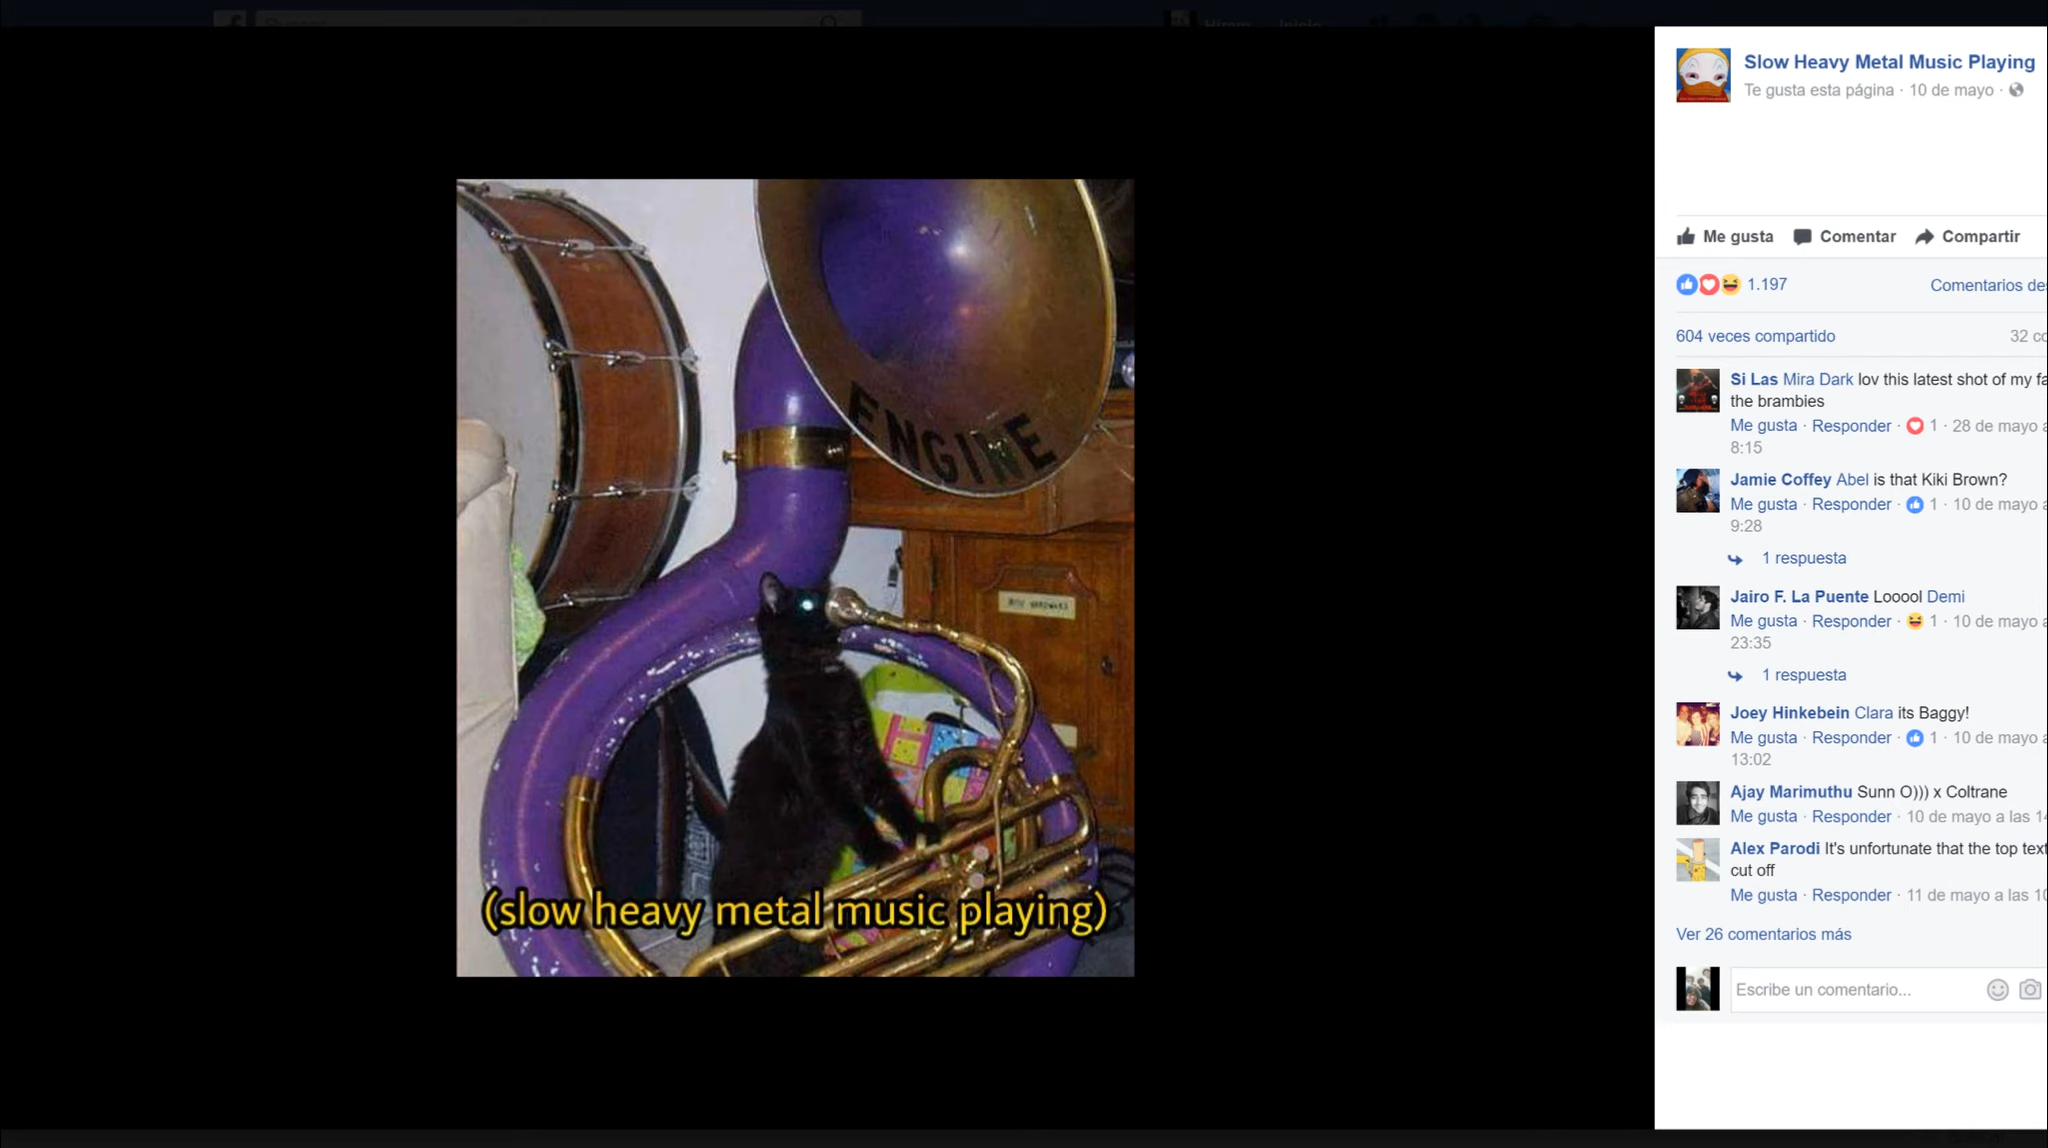 Hiram Inicio
Slow Heavy Metal Music Playing
Te gusta esta página · 10 de mayo ·
ENGINE
(slow heavy metal music playing)
Me gusta Comentar Compartir
1.197 Comentarios
604 veces compartido 32
Si Las Mira Dark lov this latest shot of my
the brambies
Me gusta · Responder · 1 · 28 de mayo a
8:15
Jamie Coffey Abel is that Kiki Brown?
Me gusta · Responder · 1 · 10 de mayo a
9:28
1 respuesta
Jairo F. La Puente Looool Demi
Me gusta · Responder · 1 · 10 de mayo a
23:35
1 respuesta
Joey Hinkebein Clara its Baggy!
Me gusta · Responder · 1 · 10 de mayo a
13:02
Ajay Marimuthu Sunn O))) x Coltrane
Me gusta · Responder · 10 de mayo a las
Alex Parodi It's unfortunate that the top text
cut off
Me gusta · Responder · 11 de mayo a las
Ver 26 comentarios más
Escribe un comentario...